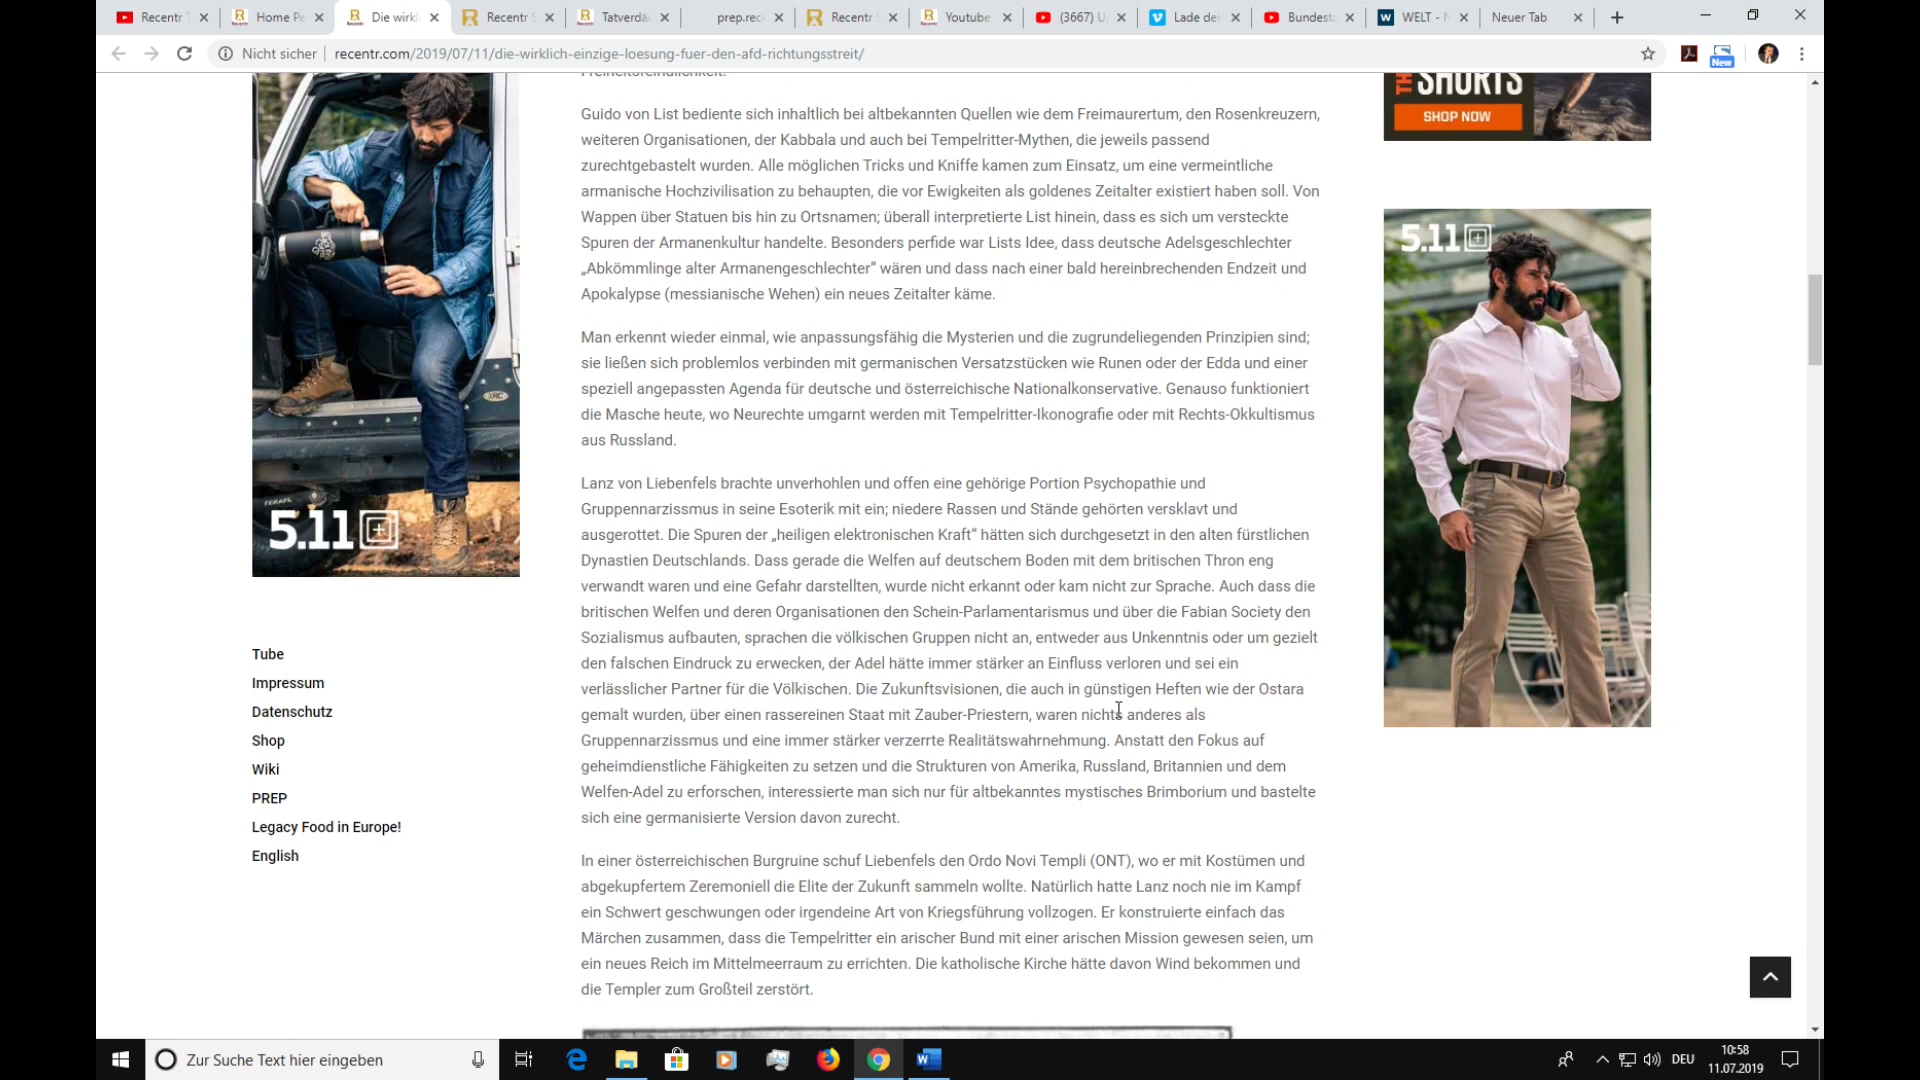 Recentr T
Home Pe
Die wirkl
Recentr S
Tatverdä
prep.rec
Recentr S
Youtube
(3667) U
Lade dei
Bundest
WELT - N
Neuer Tab
Nicht sicher
recentr.com/2019/07/11/die-wirklich-einzige-loesung-fuer-den-afd-richtungsstreit/
New
Freiheitsfeindlichkeit.
Guido von List bediente sich inhaltlich bei altbekannten Quellen wie dem Freimaurertum, den Rosenkreuzern,
weiteren Organisationen, der Kabbala und auch bei Tempelritter-Mythen, die jeweils passend
zurechtgebastelt wurden. Alle möglichen Tricks und Kniffe kamen zum Einsatz, um eine vermeintliche
armanische Hochzivilisation zu behaupten, die vor Ewigkeiten als goldenes Zeitalter existiert haben soll. Von
Wappen über Statuen bis hin zu Ortsnamen; überall interpretierte List hinein, dass es sich um versteckte
Spuren der Armanenkultur handelte. Besonders perfide war Lists Idee, dass deutsche Adelsgeschlechter
„Abkömmlinge alter Armanengeschlechter“ wären und dass nach einer bald hereinbrechenden Endzeit und
Apokalypse (messianische Wehen) ein neues Zeitalter käme.
Man erkennt wieder einmal, wie anpassungsfähig die Mysterien und die zugrundeliegenden Prinzipien sind;
sie ließen sich problemlos verbinden mit germanischen Versatzstücken wie Runen oder der Edda und einer
speziell angepassten Agenda für deutsche und österreichische Nationalkonservative. Genauso funktioniert
die Masche heute, wo Neurechte umgarnt werden mit Tempelritter-Ikonografie oder mit Rechts-Okkultismus
aus Russland.
Lanz von Liebenfels brachte unverhohlen und offen eine gehörige Portion Psychopathie und
Gruppennarzissmus in seine Esoterik mit ein; niedere Rassen und Stände gehörten versklavt und
ausgerottet. Die Spuren der „heiligen elektronischen Kraft“ hätten sich durchgesetzt in den alten fürstlichen
Dynastien Deutschlands. Dass gerade die Welfen auf deutschem Boden mit dem britischen Thron eng
verwandt waren und eine Gefahr darstellten, wurde nicht erkannt oder kam nicht zur Sprache. Auch dass die
britischen Welfen und deren Organisationen den Schein-Parlamentarismus und über die Fabian Society den
Sozialismus aufbauten, sprachen die völkischen Gruppen nicht an, entweder aus Unkenntnis oder um gezielt
den falschen Eindruck zu erwecken, der Adel hätte immer stärker an Einfluss verloren und sei ein
verlässlicher Partner für die Völkischen. Die Zukunftsvisionen, die auch in günstigen Heften wie der Ostara
gemalt wurden, über einen rassereinen Staat mit Zauber-Priestern, waren nichts anderes als
Gruppennarzissmus und eine immer stärker verzerrte Realitätswahrnehmung. Anstatt den Fokus auf
geheimdienstliche Fähigkeiten zu setzen und die Strukturen von Amerika, Russland, Britannien und dem
Welfen-Adel zu erforschen, interessierte man sich nur für altbekanntes mystisches Brimborium und bastelte
sich eine germanisierte Version davon zurecht.
In einer österreichischen Burgruine schuf Liebenfels den Ordo Novi Templi (ONT), wo er mit Kostümen und
abgekupfertem Zeremoniell die Elite der Zukunft sammeln wollte. Natürlich hatte Lanz noch nie im Kampf
ein Schwert geschwungen oder irgendeine Art von Kriegsführung vollzogen. Er konstruierte einfach das
Märchen zusammen, dass die Tempelritter ein arischer Bund mit einer arischen Mission gewesen seien, um
ein neues Reich im Mittelmeerraum zu errichten. Die katholische Kirche hätte davon Wind bekommen und
die Templer zum Großteil zerstört.
5.11
Tube
Impressum
Datenschutz
Shop
Wiki
PREP
Legacy Food in Europe!
English
SHORTS
SHOP NOW
5.11
Zur Suche Text hier eingeben
DEU
10:58
11.07.2019